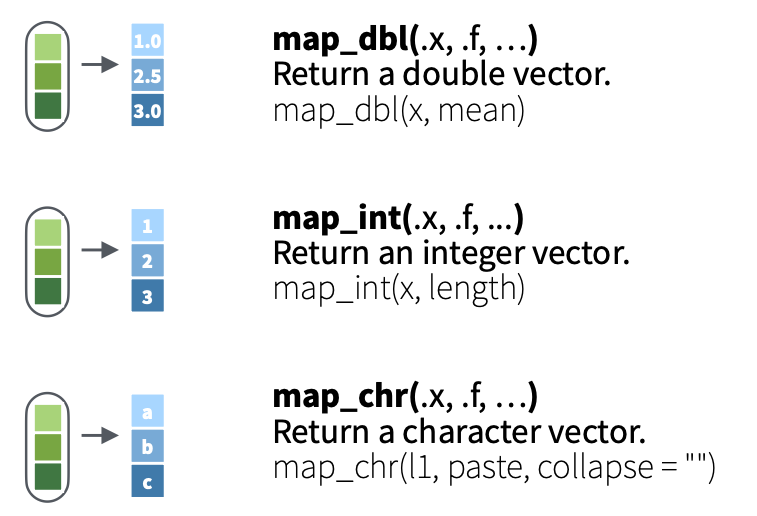 1.0
2.5
3.0
map_dbl(.x, .f, …)
Return a double vector.
map_dbl(x, mean)
1
2
3
map_int(.x, .f, ...)
Return an integer vector.
map_int(x, length)
a
b
c
map_chr(.x, .f, …)
Return a character vector.
map_chr(l1, paste, collapse = "")